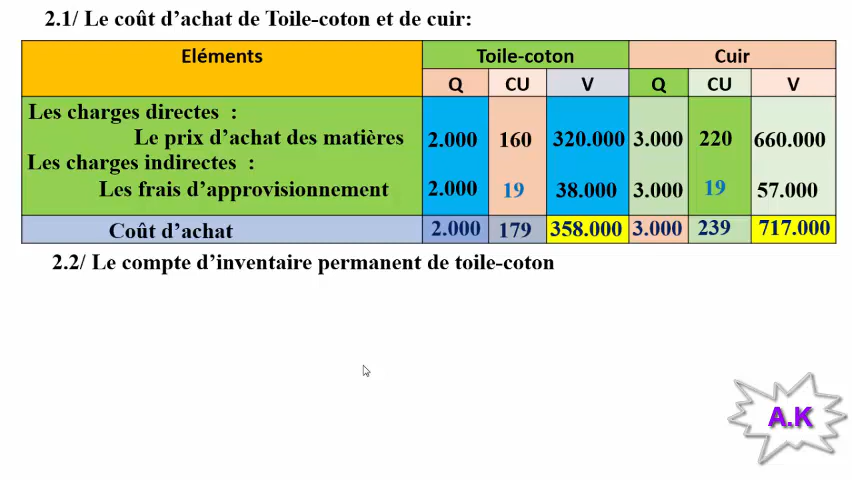 2.1/ Le coût d’achat de Toile-coton et de cuir:
Eléments Toile-coton Cuir
Q CU V Q CU V
Les charges directes :
Le prix d’achat des matières 2.000 160 320.000 3.000 220 660.000
Les charges indirectes :
Les frais d’approvisionnement 2.000 19 38.000 3.000 19 57.000
Coût d’achat 2.000 179 358.000 3.000 239 717.000
2.2/ Le compte d’inventaire permanent de toile-coton
A.K